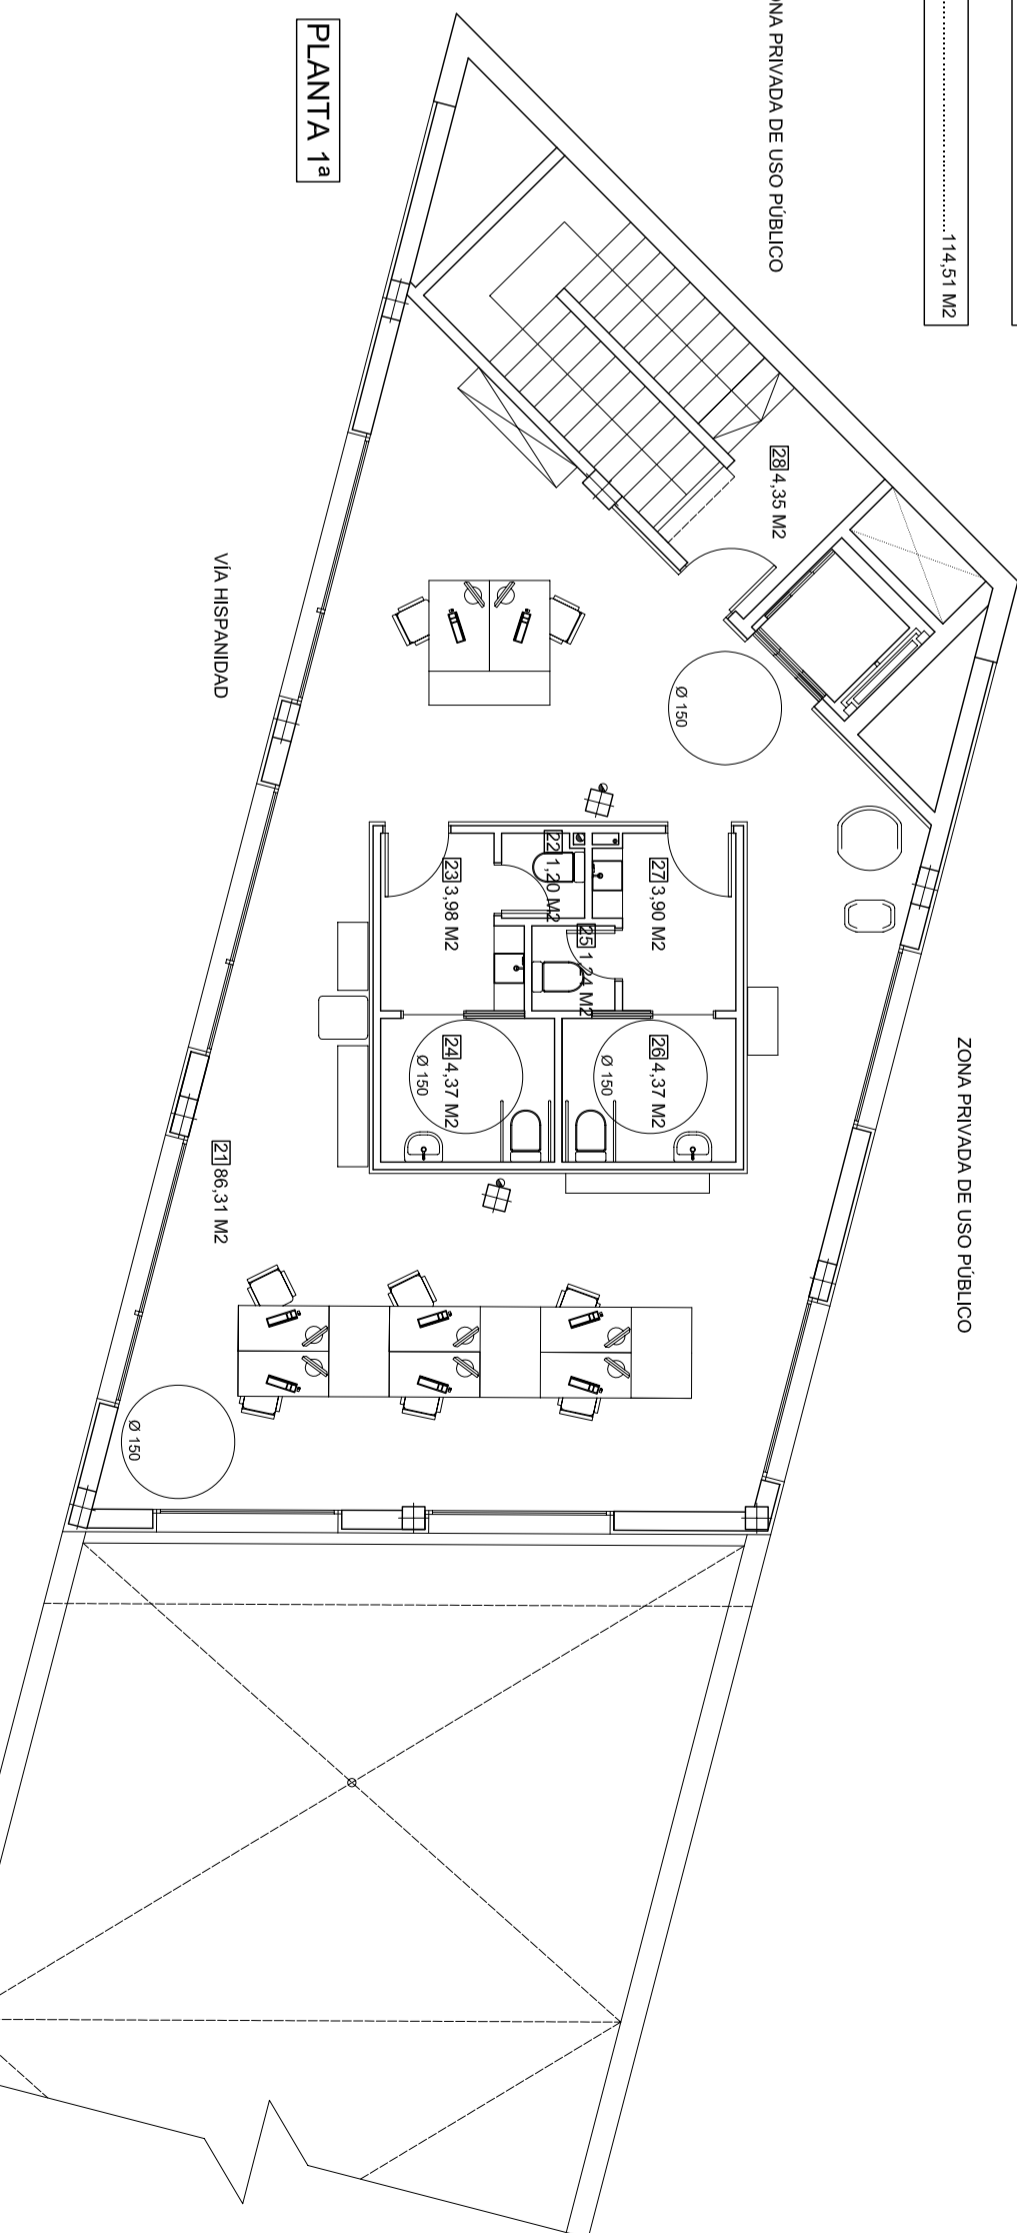 114,51 M2
ONA PRIVADA DE USO PÚBLICO
PLANTA 1ª
28 4,35 M2
VÍA HISPANIDAD
Ø 150
22 1,20 M2
23 3,98 M2
27 3,90 M2
25 1,24 M2
24 4,37 M2
Ø 150
26 4,37 M2
Ø 150
ZONA PRIVADA DE USO PÚBLICO
21 86,31 M2
Ø 150